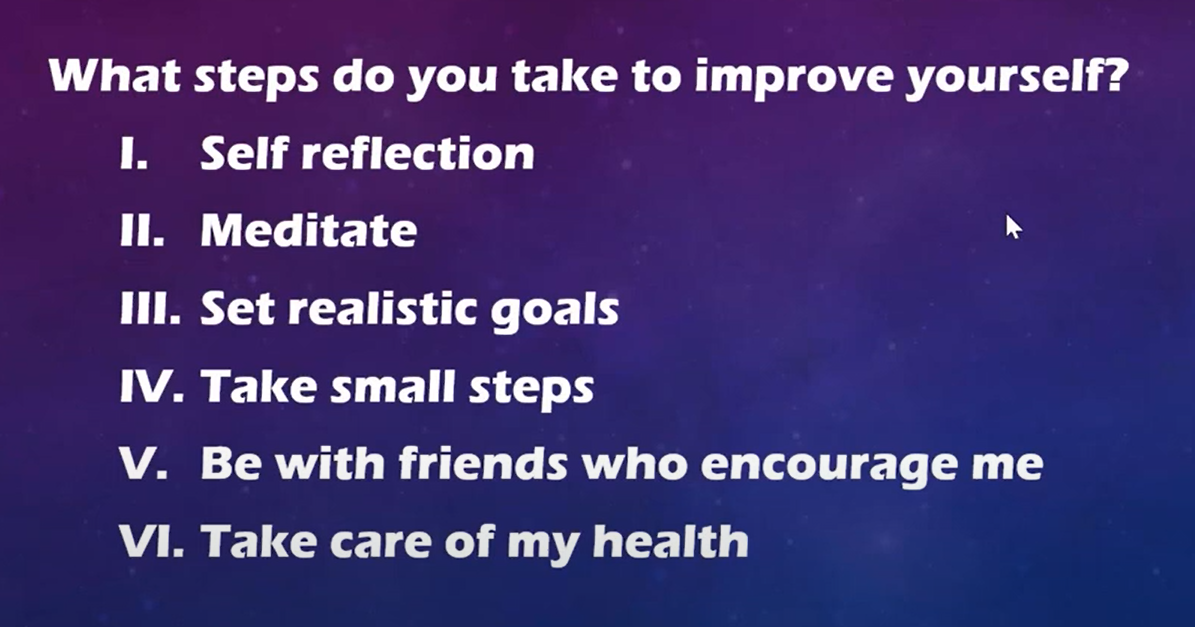 What steps do you take to improve yourself?
I. Self reflection
II. Meditate
III. Set realistic goals
IV. Take small steps
V. Be with friends who encourage me
VI. Take care of my health